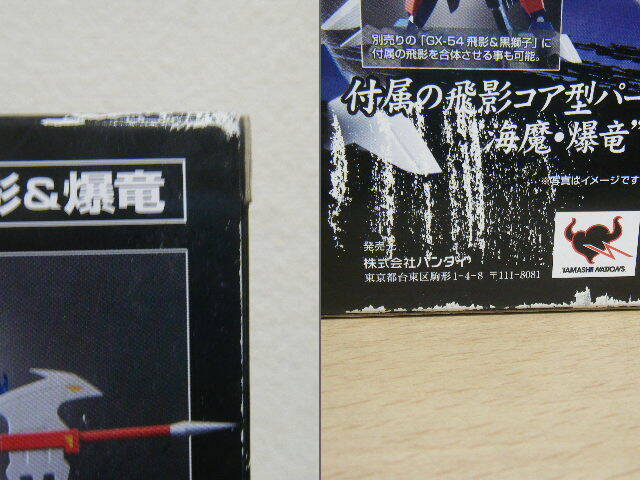 影&爆竜
別売りの「GX-54 飛影&黒獅子」に
付属の飛影を合体させる事も可能。
付属の飛影コア型パー
海魔・爆竜"
写真はイメージです
発売元
株式会社バンダイ
東京都台東区駒形1-4-8 〒111-8081
TAMASHII NATIONS